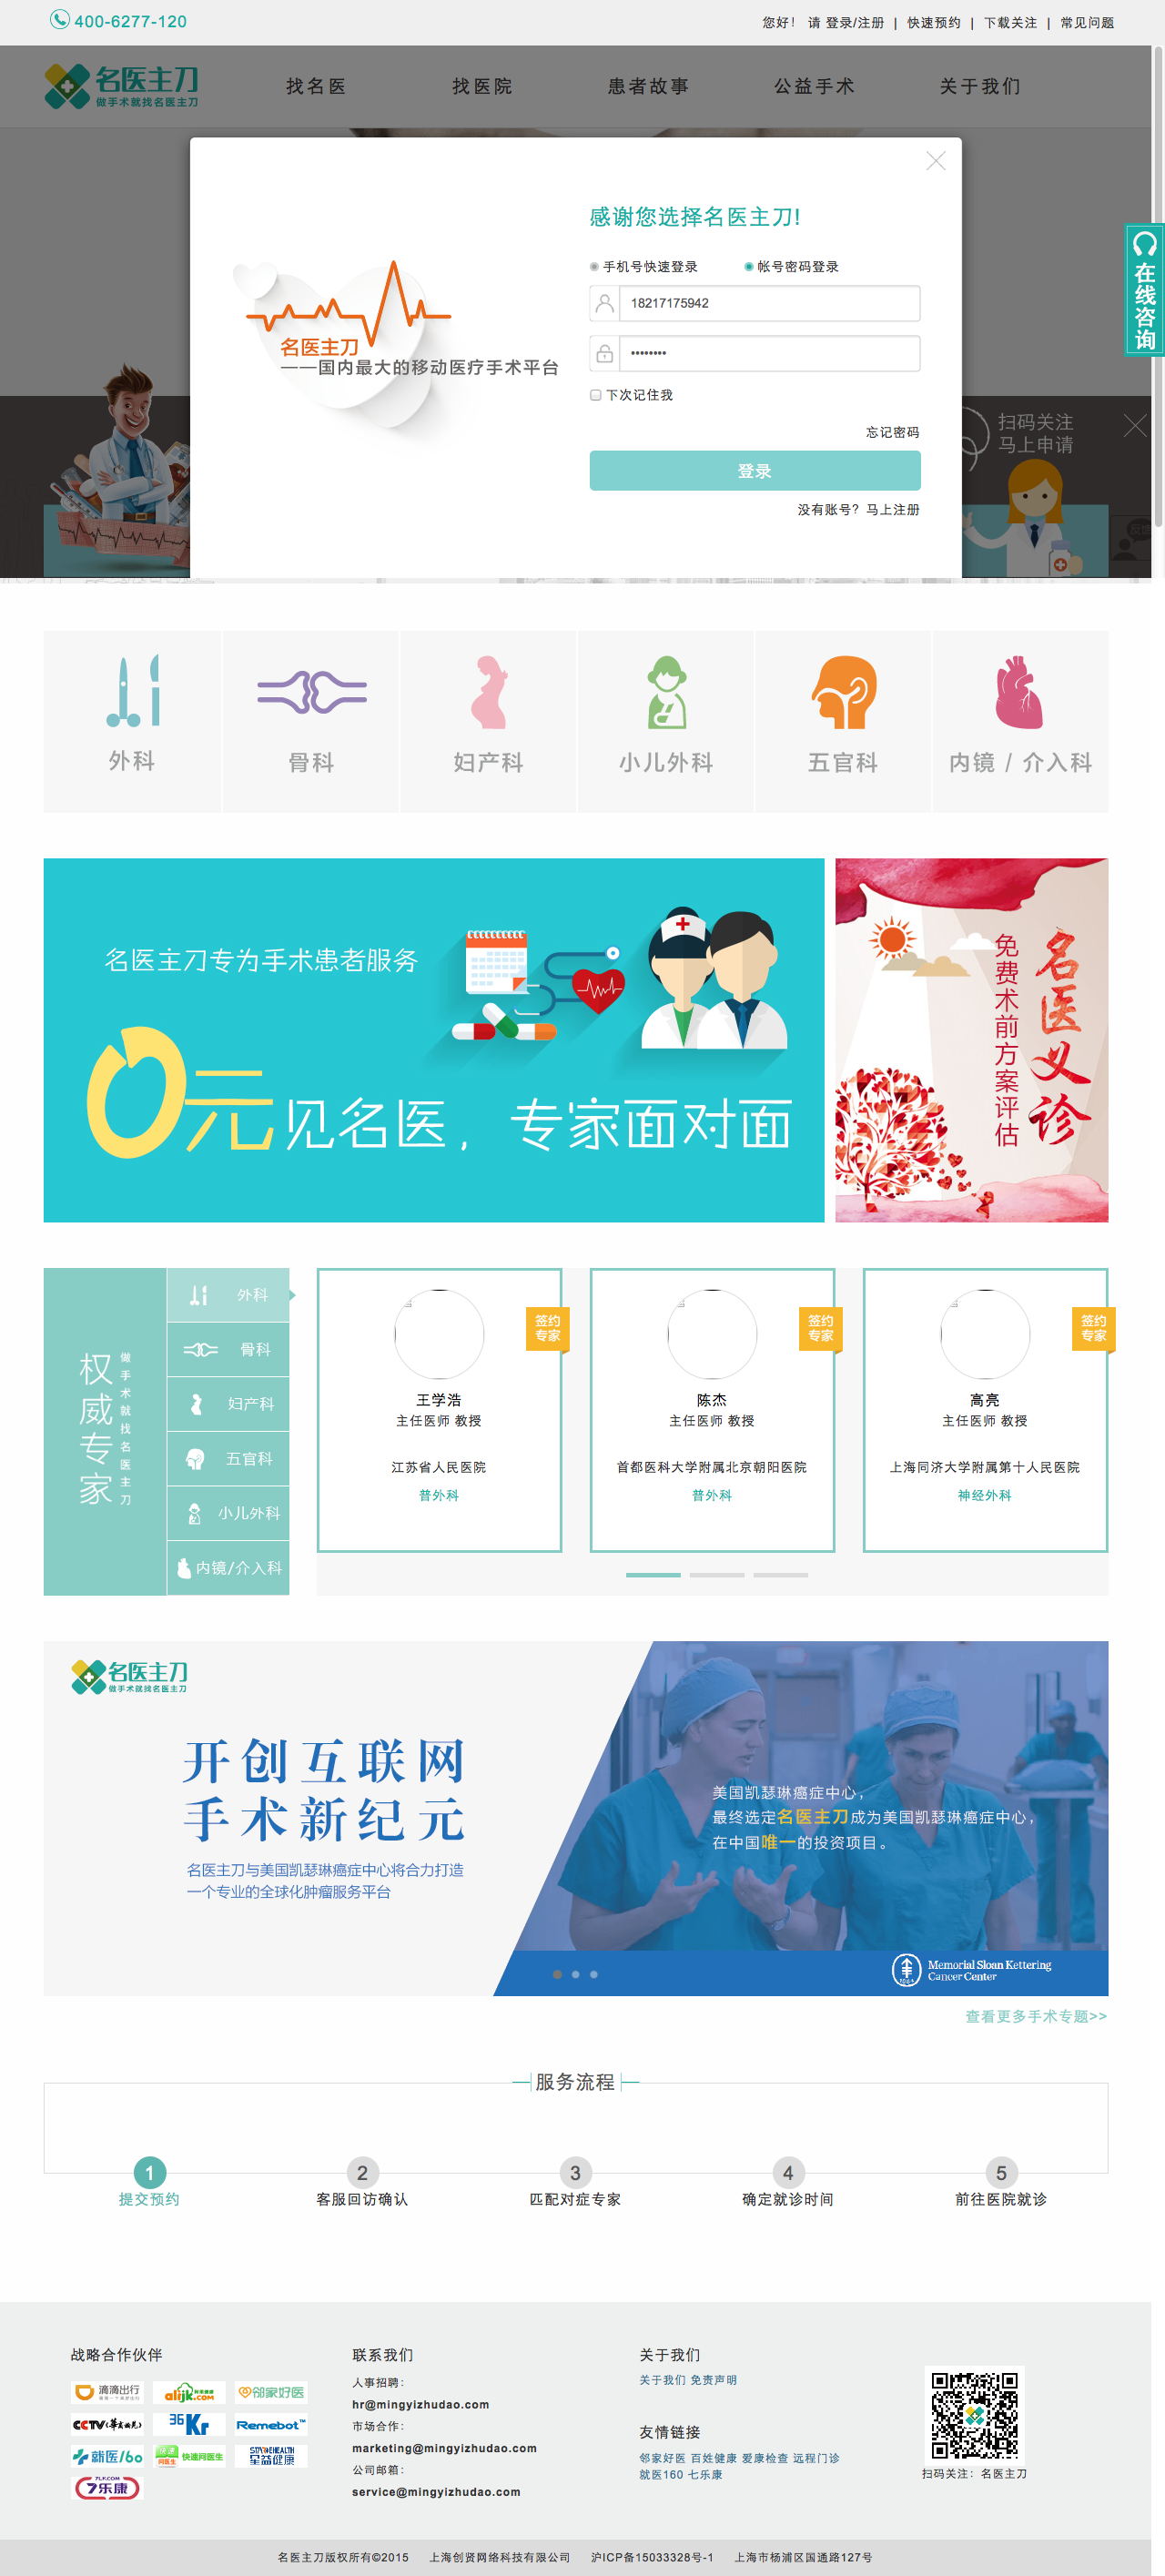 400-6277-120
您好! 请 登录/注册 | 快速预约 | 下载关注 | 常见问题
名医主刀
做手术就找名医主刀
找名医 找医院 患者故事 公益手术 关于我们
感谢您选择名医主刀!
手机号快速登录 帐号密码登录
18217175942
••••••••
下次记住我
忘记密码
登录
没有账号? 马上注册
名医主刀
——国内最大的移动医疗手术平台
在线咨询
扫码关注
马上申请
外科 骨科 妇产科 小儿外科 五官科 内镜 / 介入科
名医主刀专为手术患者服务
0元见名医，专家面对面
名医义诊
免费术前方案评估
权威专家
做手术就找名医主刀
外科
骨科
妇产科
五官科
小儿外科
内镜/介入科
签约
专家
王学浩
主任医师 教授
江苏省人民医院
普外科
签约
专家
陈杰
主任医师 教授
首都医科大学附属北京朝阳医院
普外科
签约
专家
高亮
主任医师 教授
上海同济大学附属第十人民医院
神经外科
名医主刀
做手术就找名医主刀
开创互联网
手术新纪元
名医主刀与美国凯瑟琳癌症中心将合力打造
一个专业的全球化肿瘤服务平台
美国凯瑟琳癌症中心，
最终选定名医主刀成为美国凯瑟琳癌症中心，
在中国唯一的投资项目。
Memorial Sloan Kettering
Cancer Center
查看更多手术专题>>
服务流程
1 2 3 4 5
提交预约 客服回访确认 匹配对症专家 确定就诊时间 前往医院就诊
战略合作伙伴
滴滴出行 alijk.com 邻家好医
CCTV 36Kr Remebot™
就医160 快速问医生 STAR HEALTH
7乐康
联系我们
人事招聘：
hr@mingyizhudao.com
市场合作：
marketing@mingyizhudao.com
公司邮箱：
service@mingyizhudao.com
关于我们
关于我们 免责声明
友情链接
邻家好医 百姓健康 爱康检查 远程门诊
就医160 七乐康
扫码关注：名医主刀
名医主刀版权所有©2015 上海创贤网络科技有限公司 沪ICP备15033328号-1 上海市杨浦区国通路127号